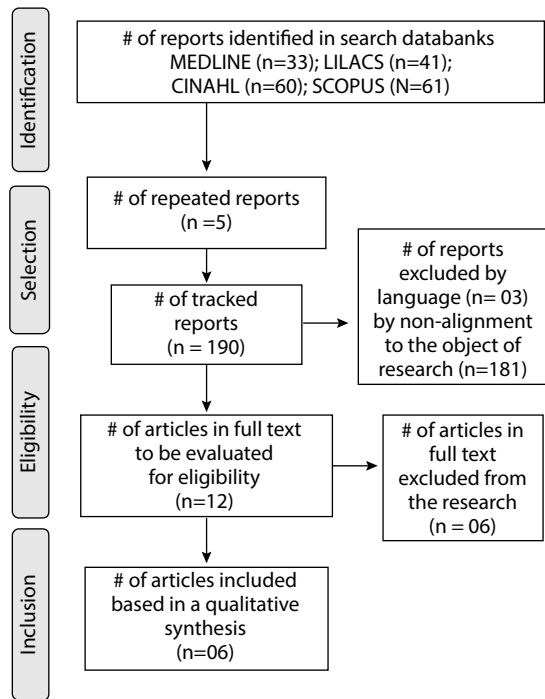 Identification
# of reports identified in search databanks
MEDLINE (n=33); LILACS (n=41);
CINAHL (n=60); SCOPUS (N=61)
Selection
# of repeated reports
(n =5)
# of tracked
reports
(n = 190)
# of reports
excluded by
language (n= 03)
by non-alignment
to the object of
research (n=181)
Eligibility
# of articles in full text
to be evaluated
for eligibility
(n=12)
# of articles in
full text
excluded from
the research
(n = 06)
Inclusion
# of articles included
based in a qualitative
synthesis
(n=06)